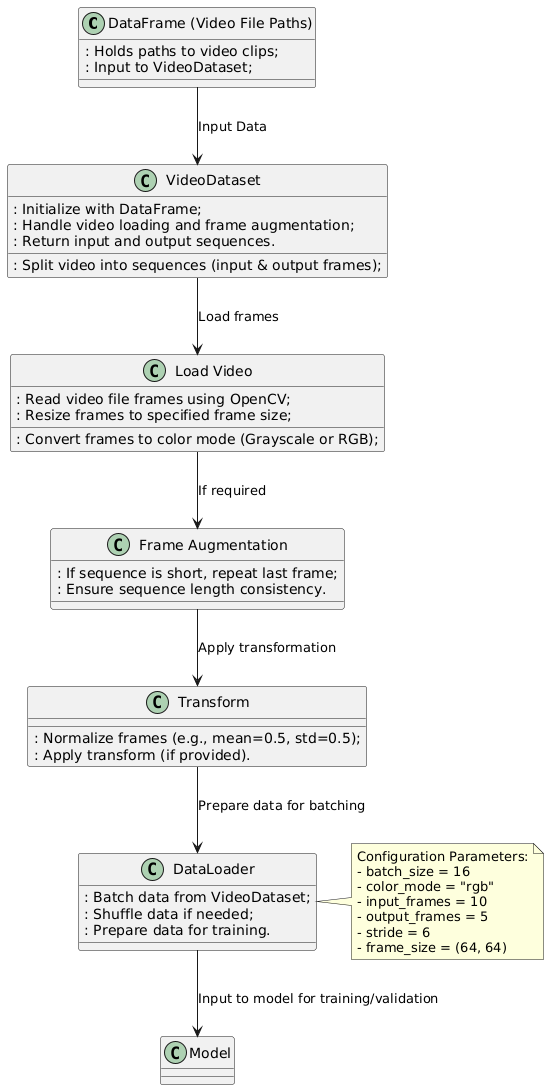 C DataFrame (Video File Paths)
: Holds paths to video clips;
: Input to VideoDataset;
Input Data
C VideoDataset
: Initialize with DataFrame;
: Handle video loading and frame augmentation;
: Return input and output sequences.
: Split video into sequences (input & output frames);
Load frames
C Load Video
: Read video file frames using OpenCV;
: Resize frames to specified frame size;
: Convert frames to color mode (Grayscale or RGB);
If required
C Frame Augmentation
: If sequence is short, repeat last frame;
: Ensure sequence length consistency.
Apply transformation
C Transform
: Normalize frames (e.g., mean=0.5, std=0.5);
: Apply transform (if provided).
Prepare data for batching
C DataLoader
: Batch data from VideoDataset;
: Shuffle data if needed;
: Prepare data for training.
Configuration Parameters:
- batch_size = 16
- color_mode = "rgb"
- input_frames = 10
- output_frames = 5
- stride = 6
- frame_size = (64, 64)
Input to model for training/validation
C Model